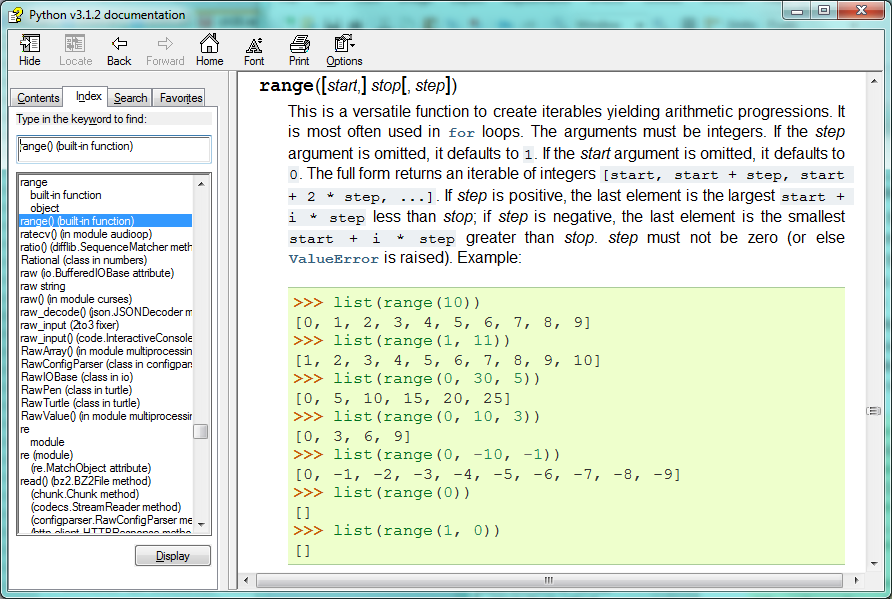 Python v3.1.2 documentation
Hide Locate Back Forward Home Font Print Options
Contents Index Search Favorites
Type in the keyword to find:
range() (built-in function)
range
built-in function
object
range() (built-in function)
ratecv() (in module audioop)
ratio() (difflib.SequenceMatcher meth
Rational (class in numbers)
raw (io.BufferedIOBase attribute)
raw string
raw() (in module curses)
raw_decode() (json.JSONDecoder m
raw_input (2to3 fixer)
raw_input() (code.InteractiveConsole
RawArray() (in module multiprocessin
RawConfigParser (class in configpars
RawIOBase (class in io)
RawPen (class in turtle)
RawTurtle (class in turtle)
RawValue() (in module multiprocessin
re
module
re (module)
(re.MatchObject attribute)
read() (bz2.BZ2File method)
(chunk.Chunk method)
(codecs.StreamReader method)
(configparser.RawConfigParser me
(http.client.HTTPResponse metho
Display
range([start,] stop[, step])
This is a versatile function to create iterables yielding arithmetic progressions. It
is most often used in for loops. The arguments must be integers. If the step
argument is omitted, it defaults to 1. If the start argument is omitted, it defaults to
0. The full form returns an iterable of integers [start, start + step, start
+ 2 * step, ...]. If step is positive, the last element is the largest start +
i * step less than stop; if step is negative, the last element is the smallest
start + i * step greater than stop. step must not be zero (or else
ValueError is raised). Example:
>>> list(range(10))
[0, 1, 2, 3, 4, 5, 6, 7, 8, 9]
>>> list(range(1, 11))
[1, 2, 3, 4, 5, 6, 7, 8, 9, 10]
>>> list(range(0, 30, 5))
[0, 5, 10, 15, 20, 25]
>>> list(range(0, 10, 3))
[0, 3, 6, 9]
>>> list(range(0, -10, -1))
[0, -1, -2, -3, -4, -5, -6, -7, -8, -9]
>>> list(range(0))
[]
>>> list(range(1, 0))
[]